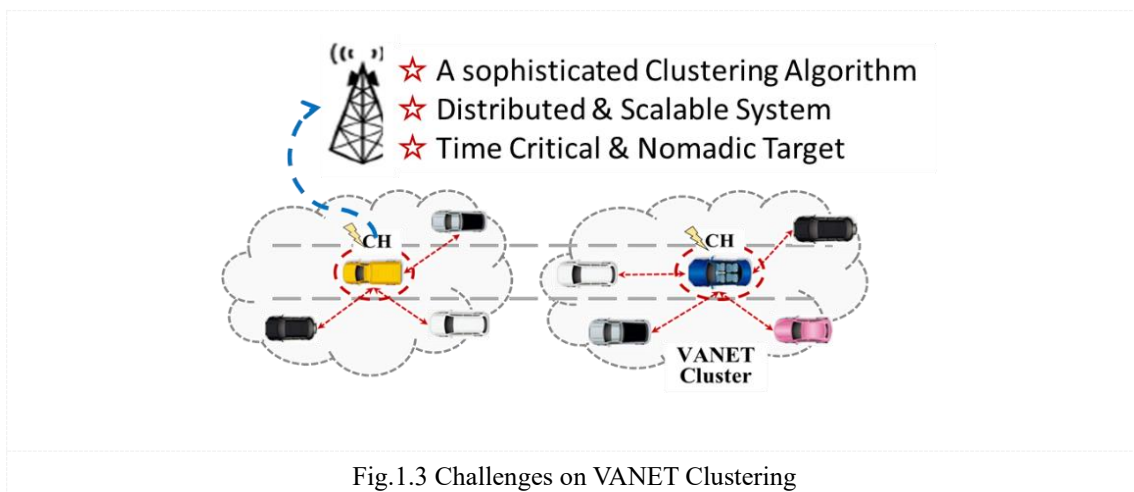 ☆ A sophisticated Clustering Algorithm
☆ Distributed & Scalable System
☆ Time Critical & Nomadic Target
CH
CH
VANET
Cluster
Fig.1.3 Challenges on VANET Clustering